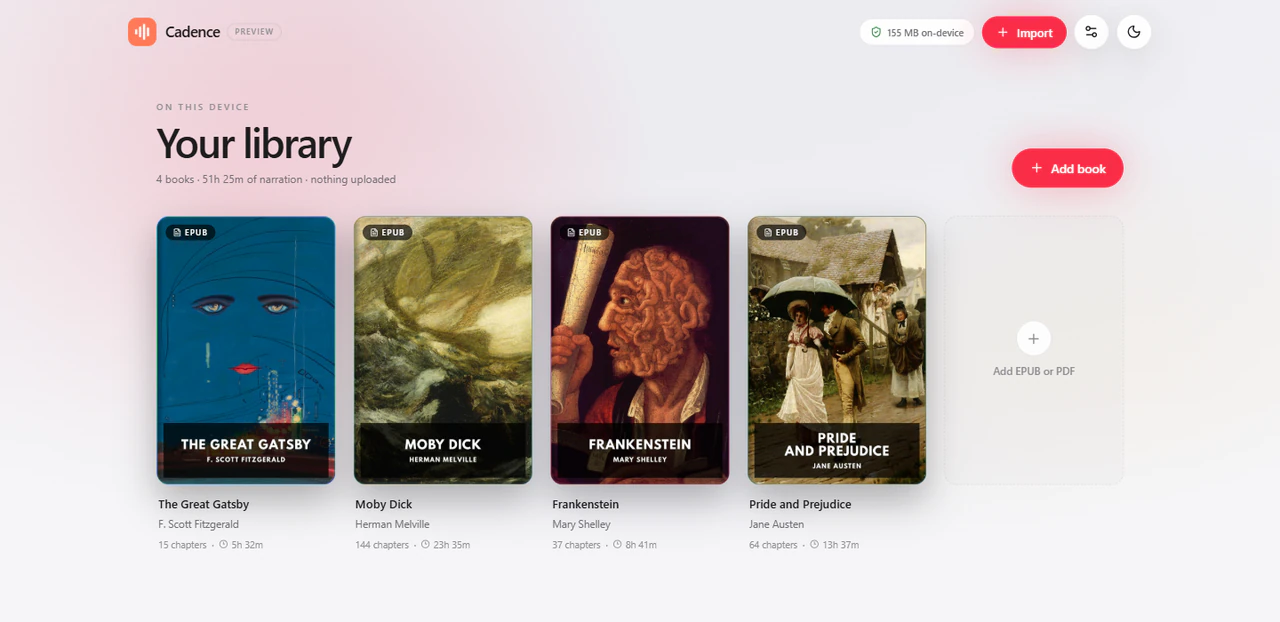 Cadence
PREVIEW
155 MB on-device
Import
ON THIS DEVICE
Your library
4 books · 51h 25m of narration · nothing uploaded
Add book
EPUB
THE GREAT GATSBY
F. SCOTT FITZGERALD
The Great Gatsby
F. Scott Fitzgerald
15 chapters · 5h 32m
EPUB
MOBY DICK
HERMAN MELVILLE
Moby Dick
Herman Melville
144 chapters · 23h 35m
EPUB
FRANKENSTEIN
MARY SHELLEY
Frankenstein
Mary Shelley
37 chapters · 8h 41m
EPUB
PRIDE
AND PREJUDICE
JANE AUSTEN
Pride and Prejudice
Jane Austen
64 chapters · 13h 37m
Add EPUB or PDF